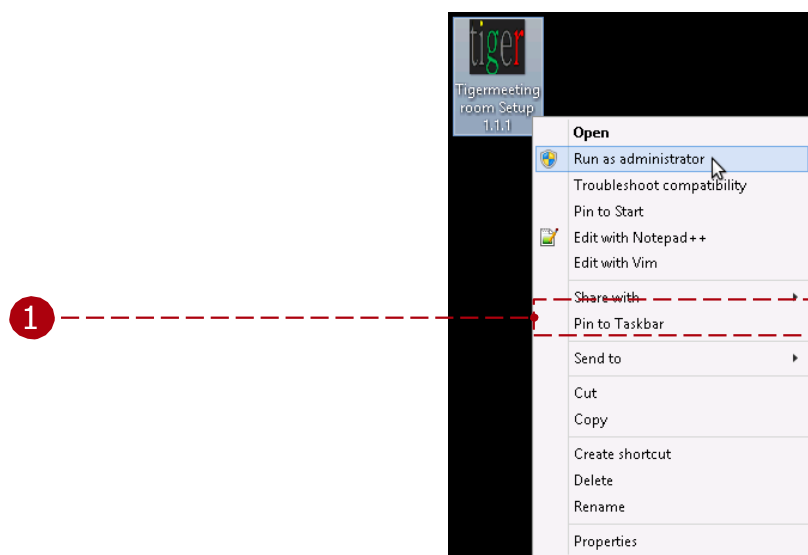 tiger
Tigermeeting
room Setup
1.1.1
Open
Run as administrator
Troubleshoot compatibility
Pin to Start
Edit with Notepad++
Edit with Vim
Share with
1
Pin to Taskbar
Send to
Cut
Copy
Create shortcut
Delete
Rename
Properties